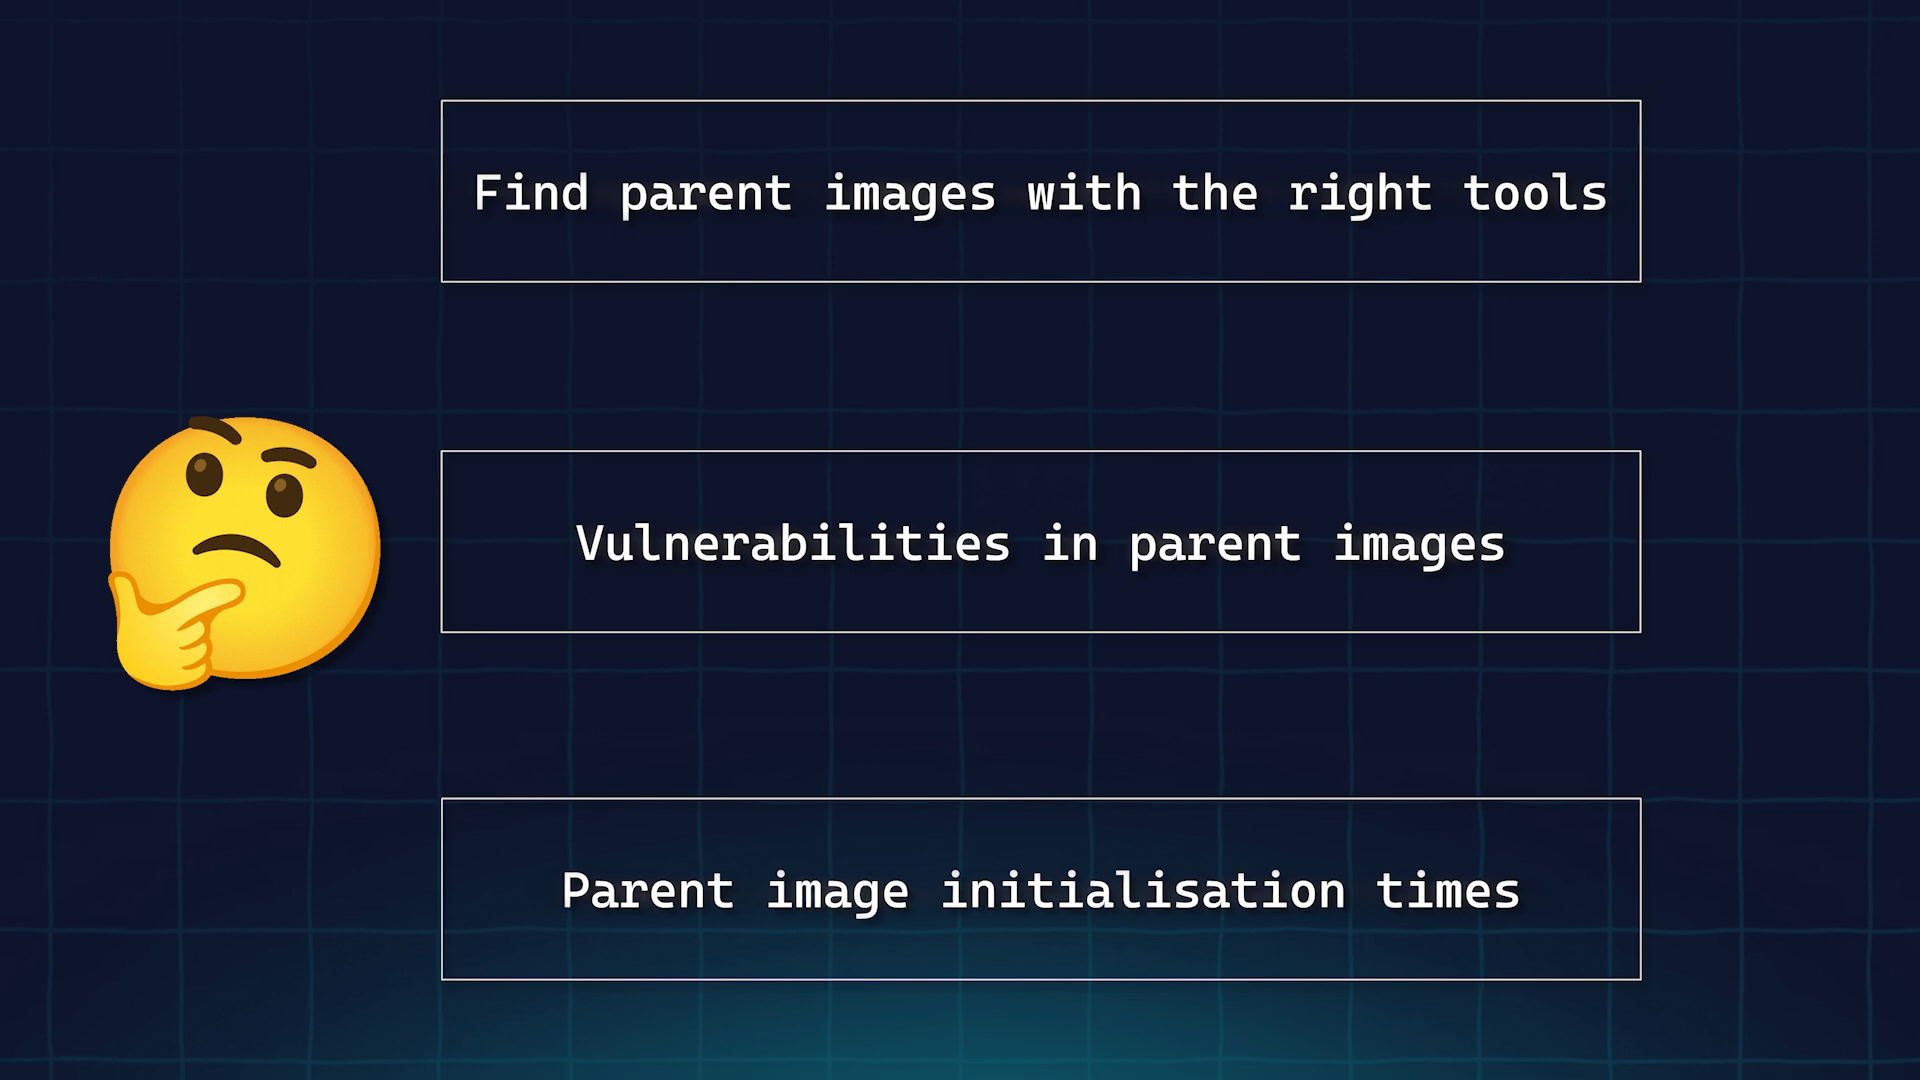 Find parent images with the right tools
Vulnerabilities in parent images
Parent image initialisation times